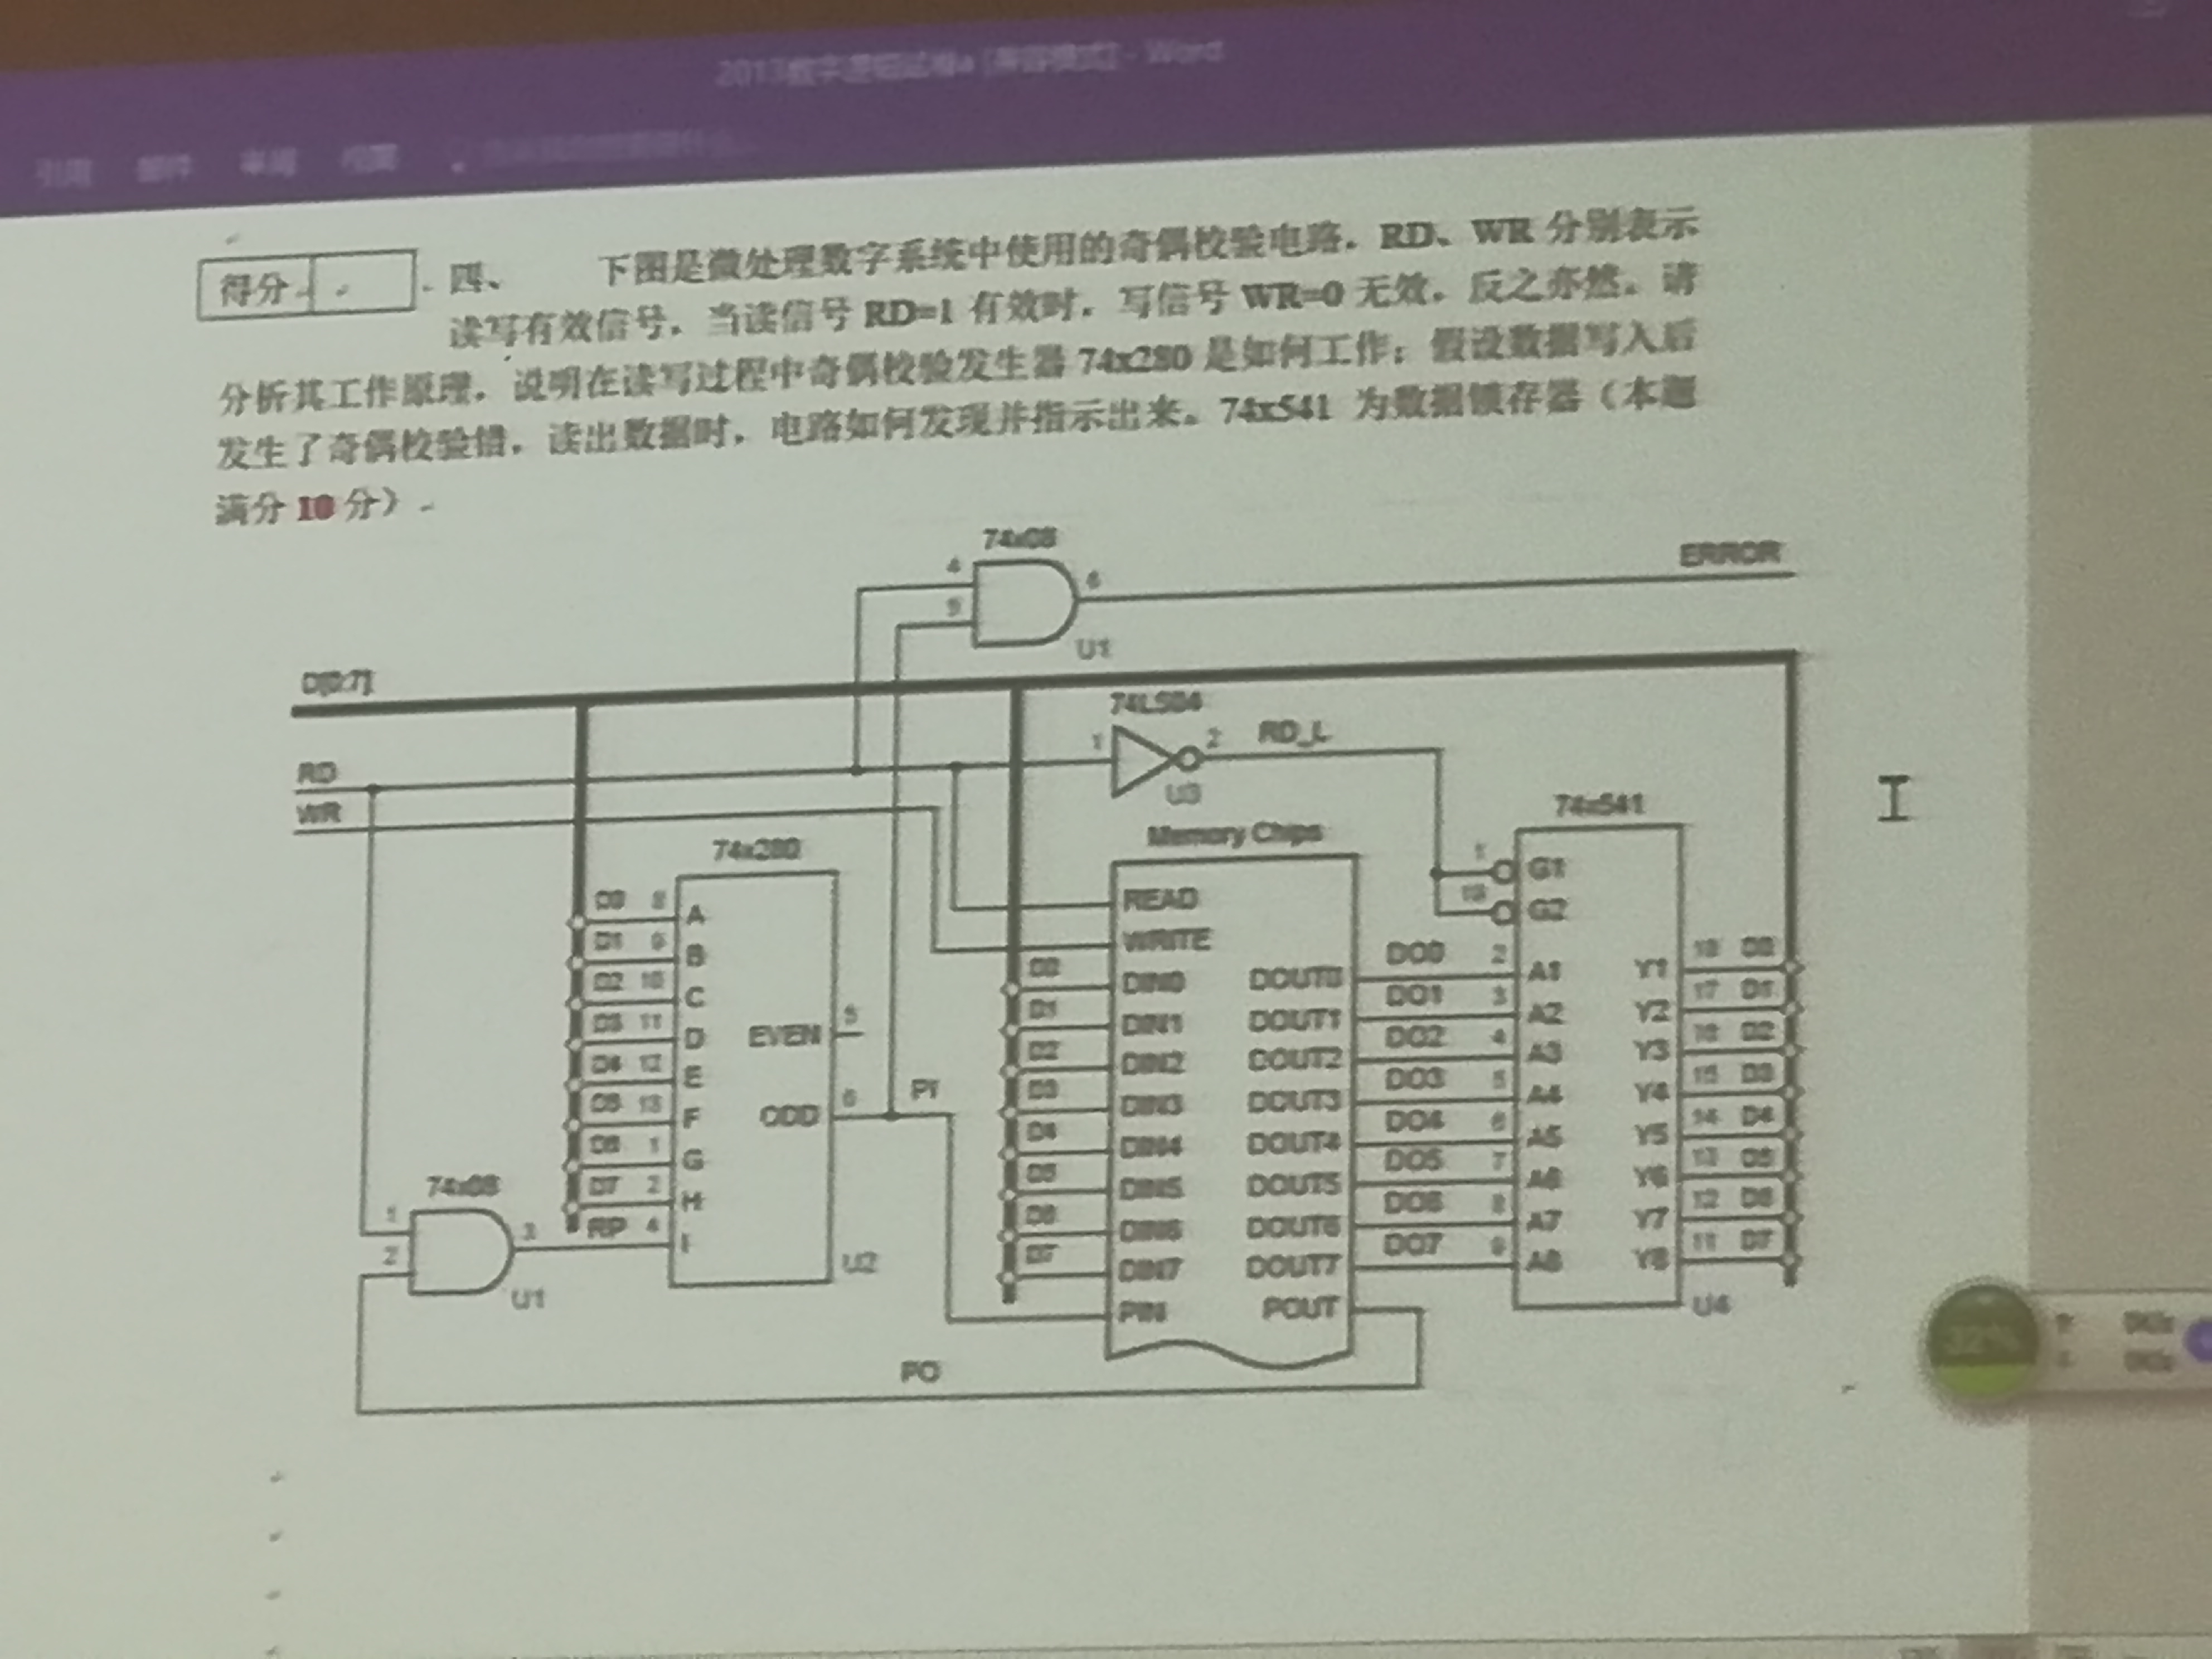 2013数字逻辑试卷a [兼容模式] - Word
引用 邮件 审阅 视图
得分
四、 下图是微处理数字系统中使用的奇偶校验电路，RD、WR 分别表示
读写有效信号，当读信号 RD=1 有效时，写信号 WR=0 无效，反之亦然。请
分析其工作原理，说明在读写过程中奇偶校验发生器 74x280 是如何工作；假设数据写入后
发生了奇偶校验错，读出数据时，电路如何发现并指示出来。74x541 为数据锁存器（本题
满分 10 分）
74x08
4
5
6
ERROR
U1
D[0:7]
74LS04
RD
1
2
RD_L
U3
WR
74x280
Memory Chips
74x541
1
G1
19
G2
READ
WRITE
D0 8 A
D1 9 B
D2 10 C
D3 11 D
D4 12 E
D5 13 F
D6 1 G
D7 2 H
RP 4 I
EVEN 5
ODD 6
PI
U2
D0 DIN0
D1 DIN1
D2 DIN2
D3 DIN3
D4 DIN4
D5 DIN5
D6 DIN6
D7 DIN7
PIN
DOUT0 DO0 2 A1 Y1 18 D0
DOUT1 DO1 3 A2 Y2 17 D1
DOUT2 DO2 4 A3 Y3 16 D2
DOUT3 DO3 5 A4 Y4 15 D3
DOUT4 DO4 6 A5 Y5 14 D4
DOUT5 DO5 7 A6 Y6 13 D5
DOUT6 DO6 8 A7 Y7 12 D6
DOUT7 DO7 9 A8 Y8 11 D7
POUT
U4
74x08
1
2
3
U1
PO
32%